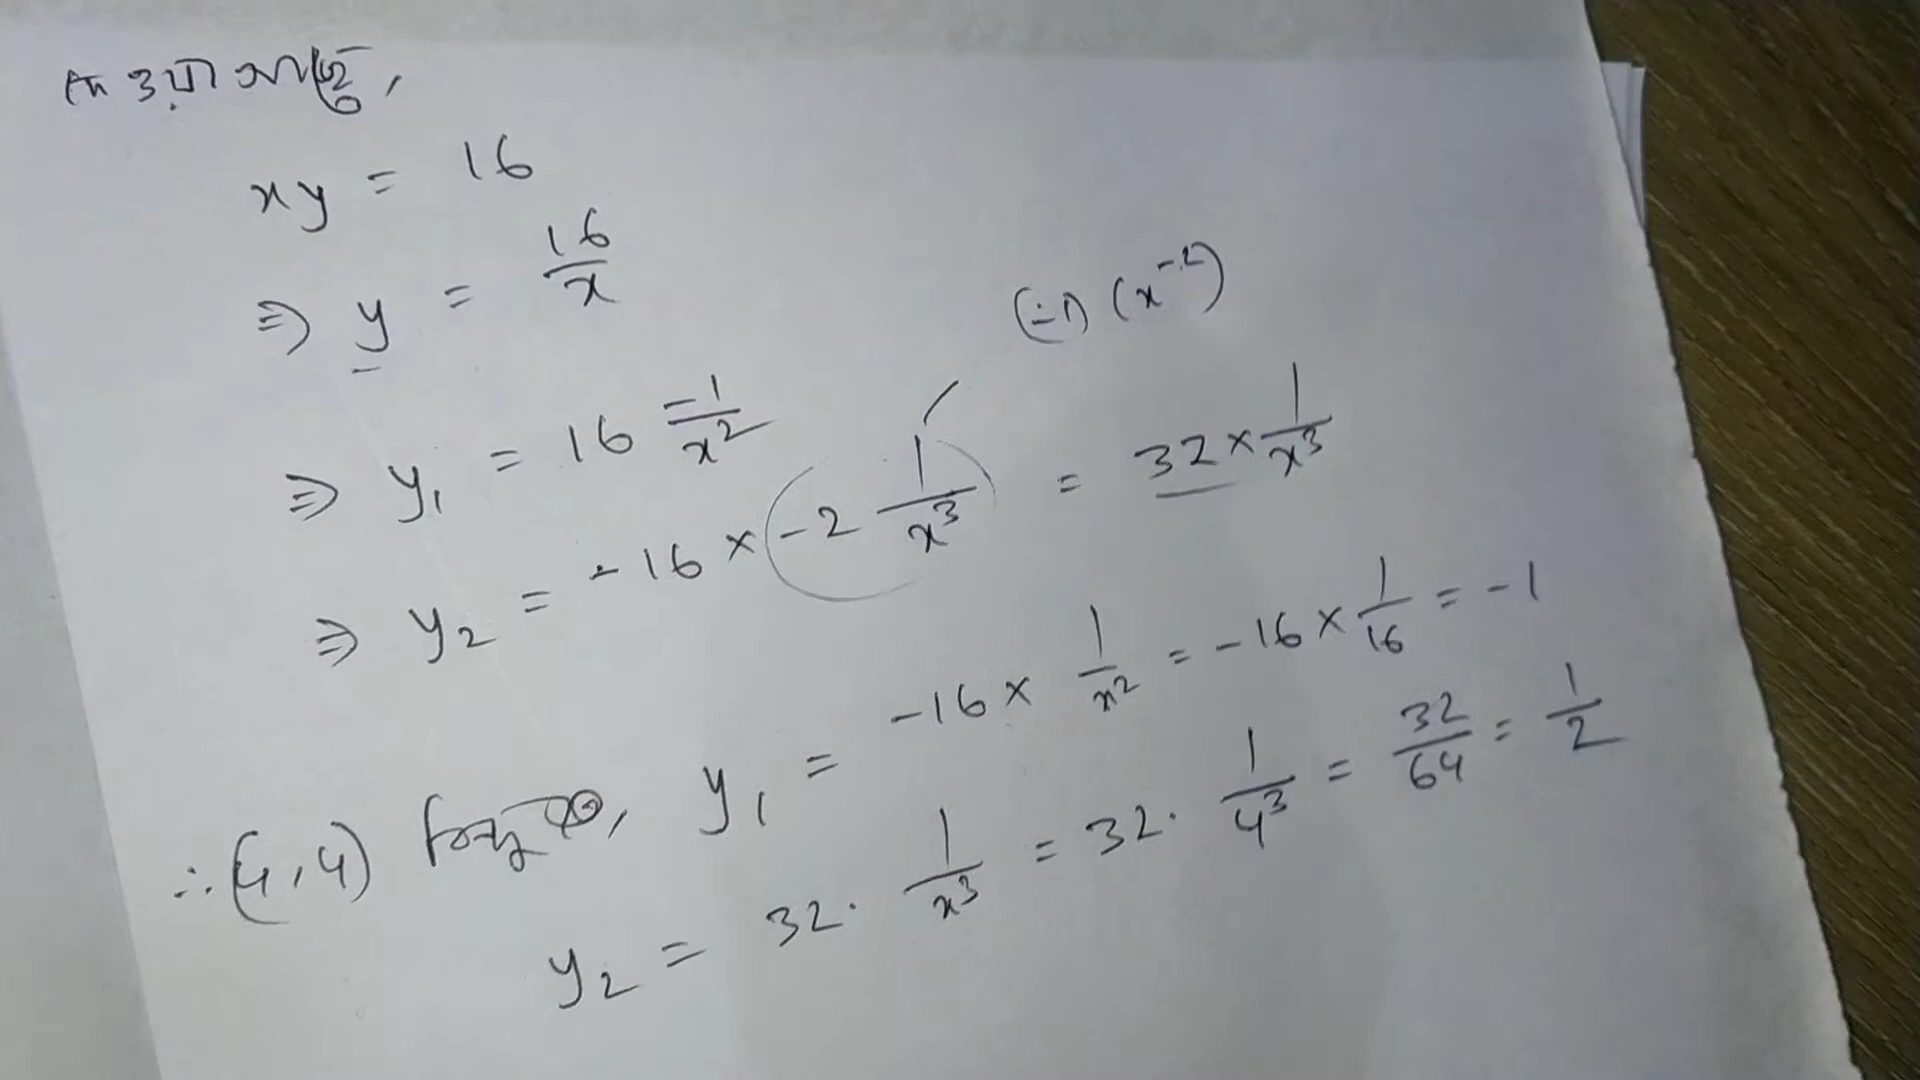 দেওয়া আছে,
xy = 16
⇒ y = 16/x
(-1) (x^-2)
⇒ y₁ = 16 -1/x²
⇒ y₂ = -16 × -2 1/x³ = 32 × 1/x³
∴ (4,4) বিন্দুতে, y₁ = -16 × 1/x² = -16 × 1/16 = -1
y₂ = 32 · 1/x³ = 32 · 1/4³ = 32/64 = 1/2